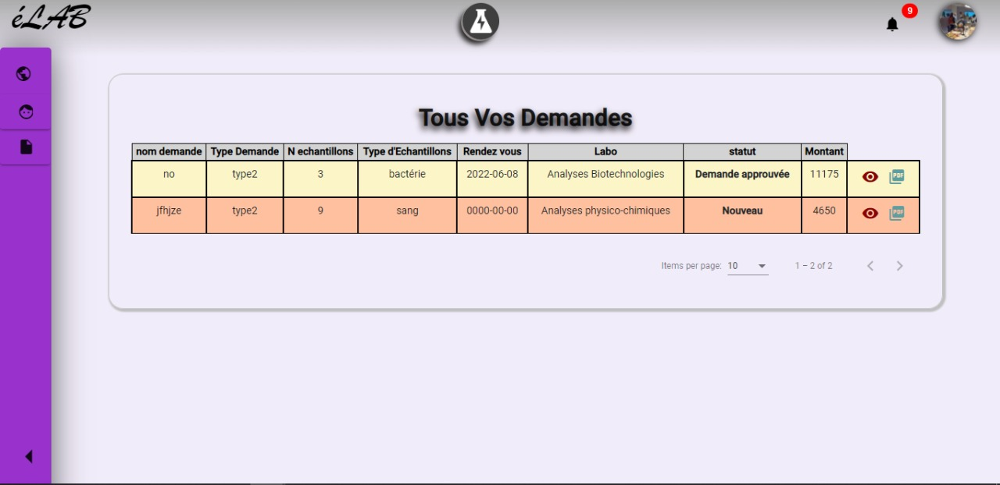 éLAB
9
Tous Vos Demandes
nom demande Type Demande N echantillons Type d'Echantillons Rendez vous Labo statut Montant
no type2 3 bactérie 2022-06-08 Analyses Biotechnologies Demande approuvée 11175 PDF
jfhjze type2 9 sang 0000-00-00 Analyses physico-chimiques Nouveau 4650 PDF
Items per page: 10 1 – 2 of 2